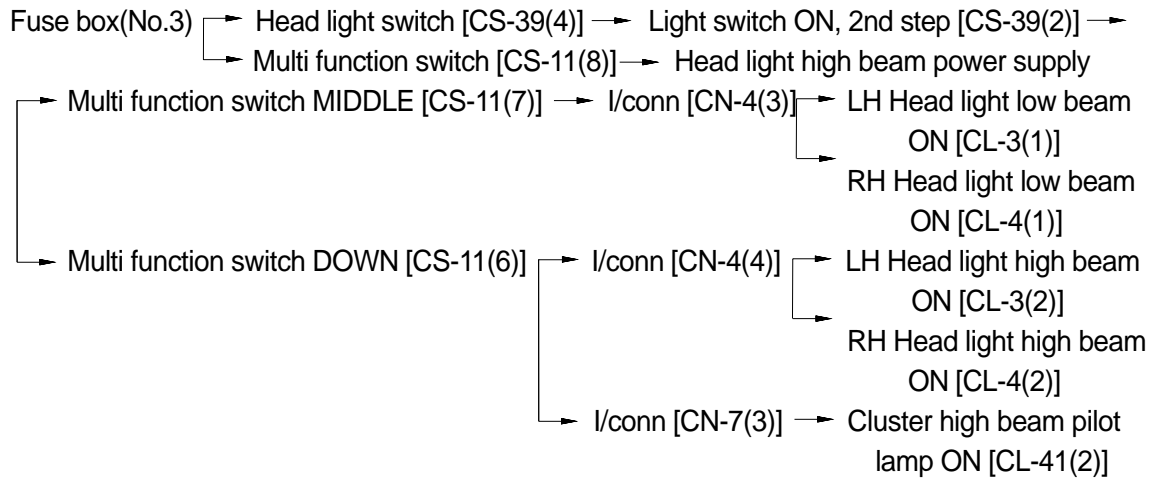 Fuse box(No.3) Head light switch [CS-39(4)] Light switch ON, 2nd step [CS-39(2)]
Multi function switch [CS-11(8)] Head light high beam power supply
Multi function switch MIDDLE [CS-11(7)] I/conn [CN-4(3)] LH Head light low beam
ON [CL-3(1)]
RH Head light low beam
ON [CL-4(1)]
Multi function switch DOWN [CS-11(6)] I/conn [CN-4(4)] LH Head light high beam
ON [CL-3(2)]
RH Head light high beam
ON [CL-4(2)]
I/conn [CN-7(3)] Cluster high beam pilot
lamp ON [CL-41(2)]